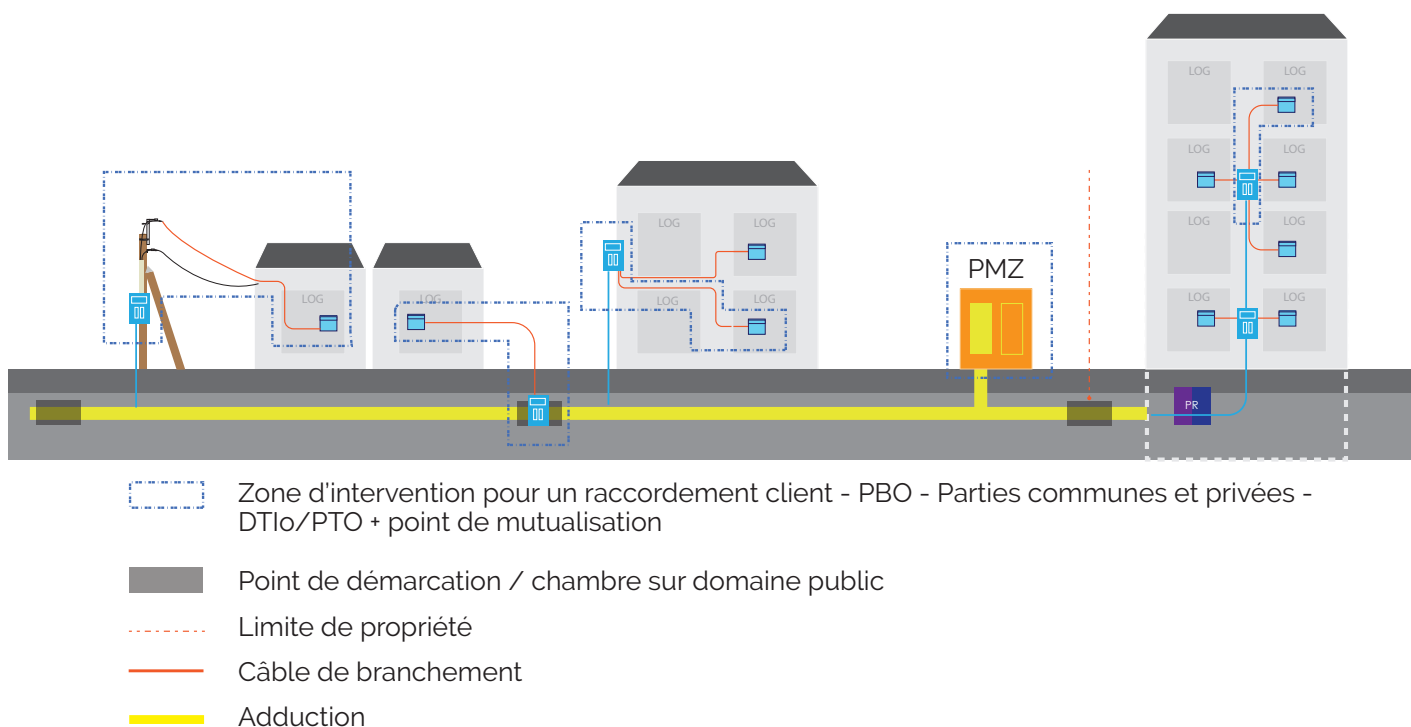 LOG LOG
LOG LOG
LOG LOG
LOG LOG
LOG LOG
LOG LOG
PMZ
LOG LOG
PR
Zone d'intervention pour un raccordement client - PBO - Parties communes et privées -
DTIo/PTO + point de mutualisation
Point de démarcation / chambre sur domaine public
Limite de propriété
Câble de branchement
Adduction